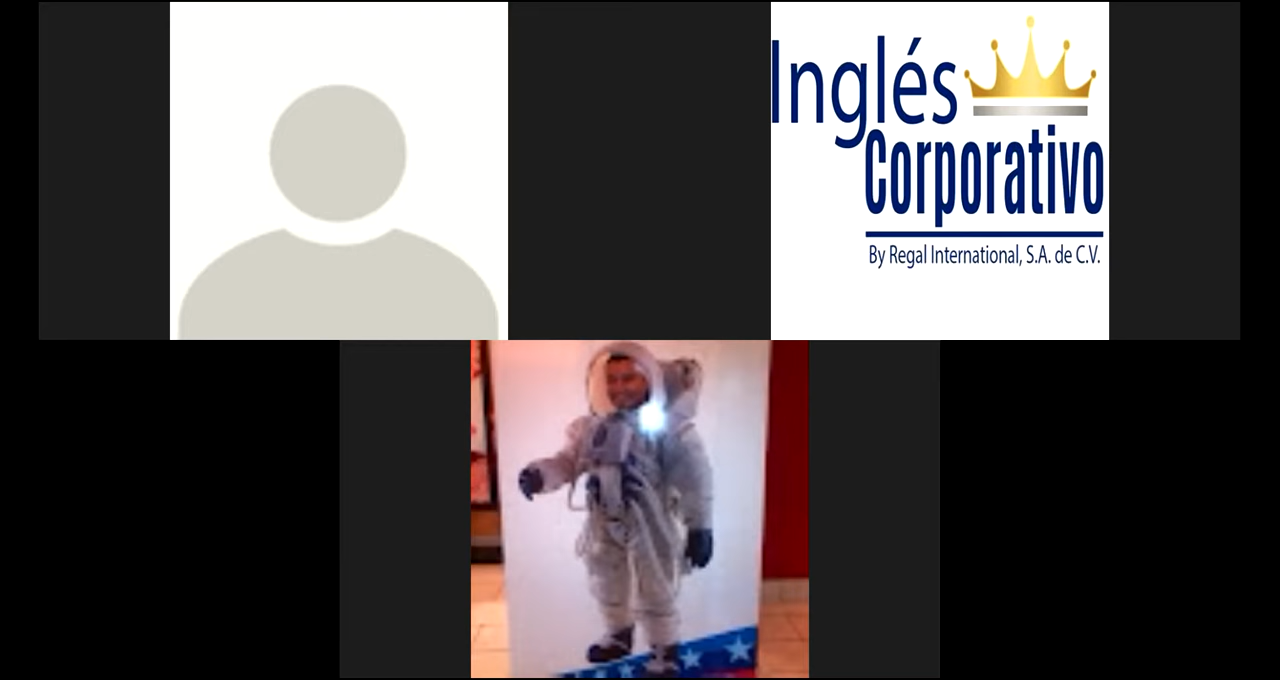 Inglés
Corporativo
By Regal International, S.A. de C.V.